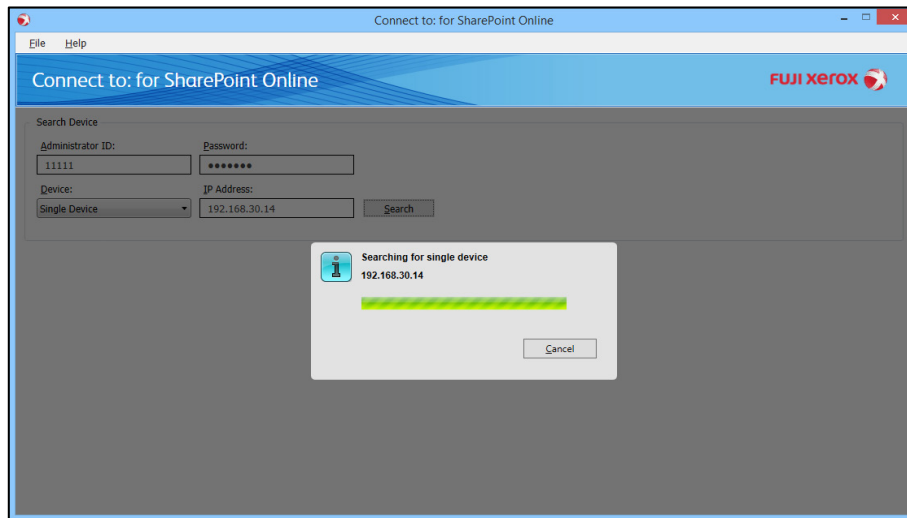 Connect to: for SharePoint Online
File Help
Connect to: for SharePoint Online
FUJI xerox
Search Device
Administrator ID: Password:
11111 ●●●●●●●
Device: IP Address:
Single Device 192.168.30.14 Search
Searching for single device
192.168.30.14
Cancel